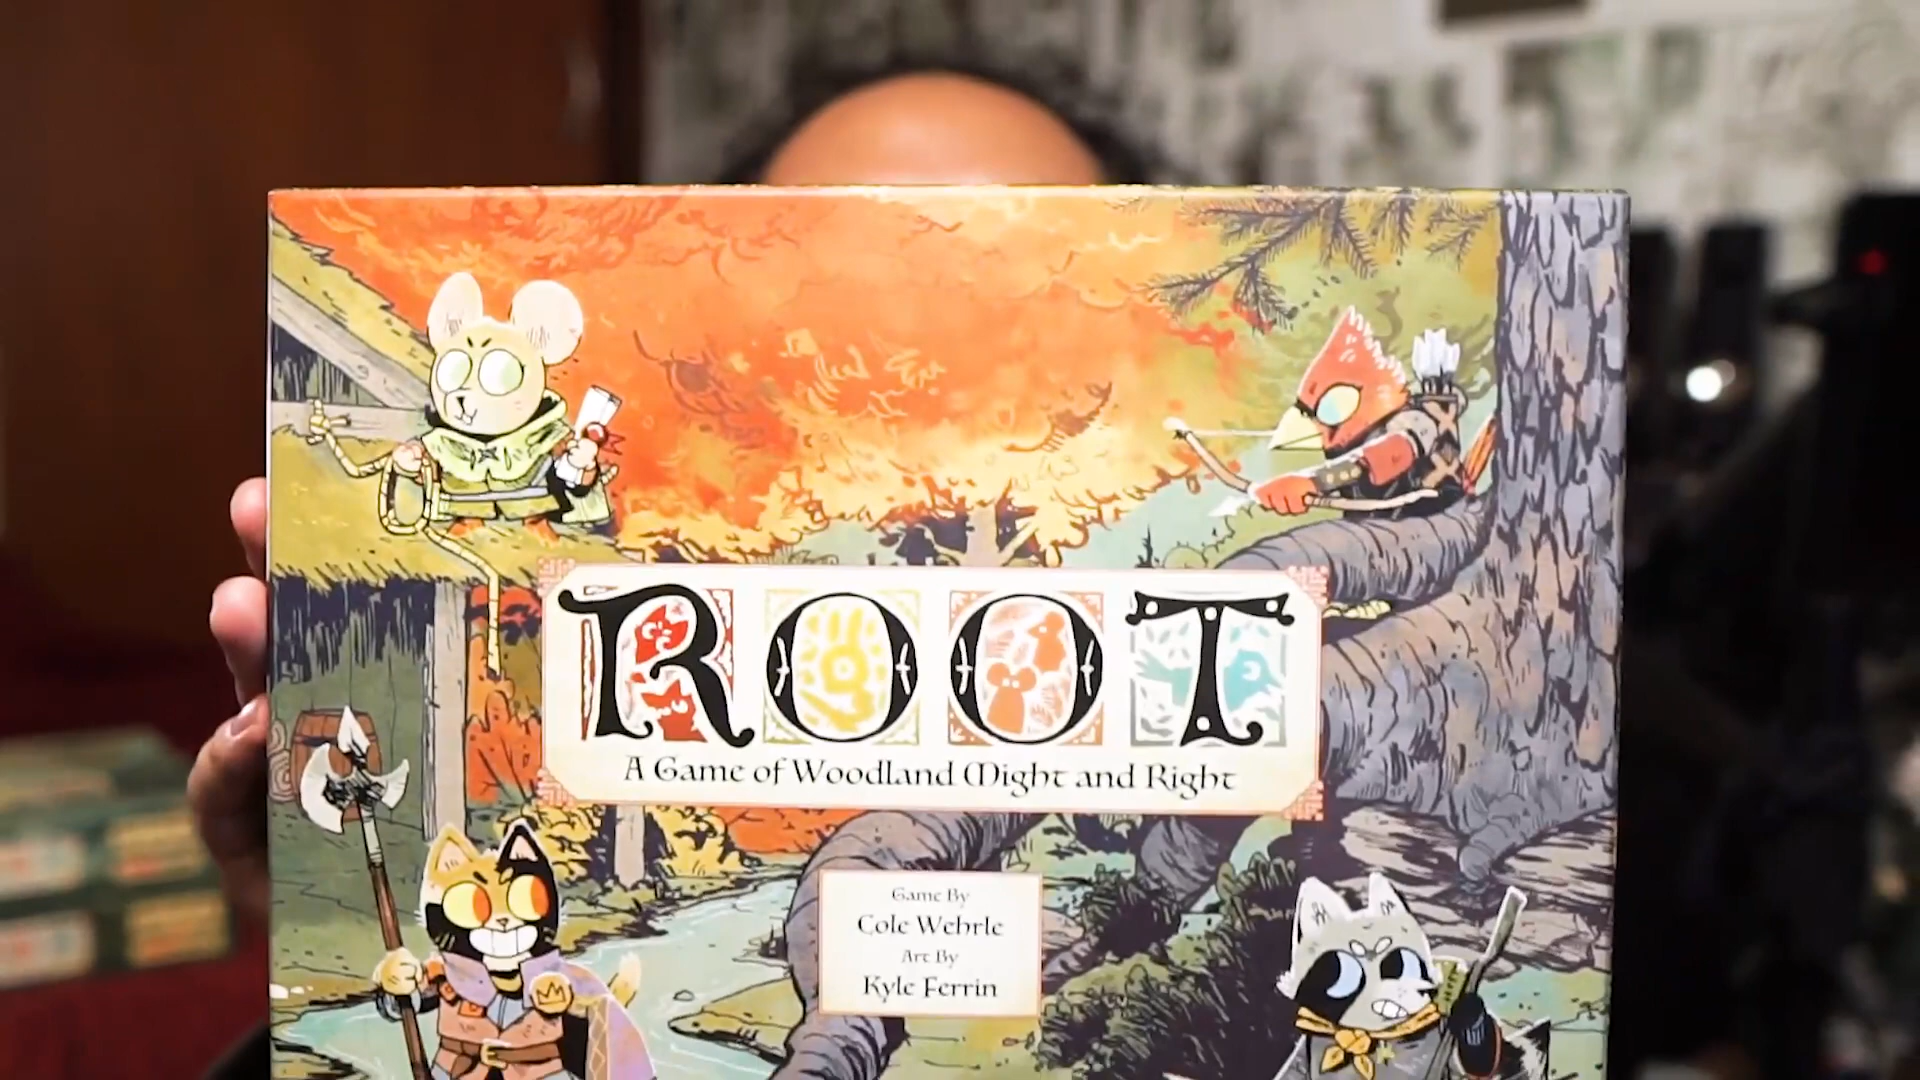 ROOT
A Game of Woodland Might and Right
Game By
Cole Wehrle
Art By
Kyle Ferrin